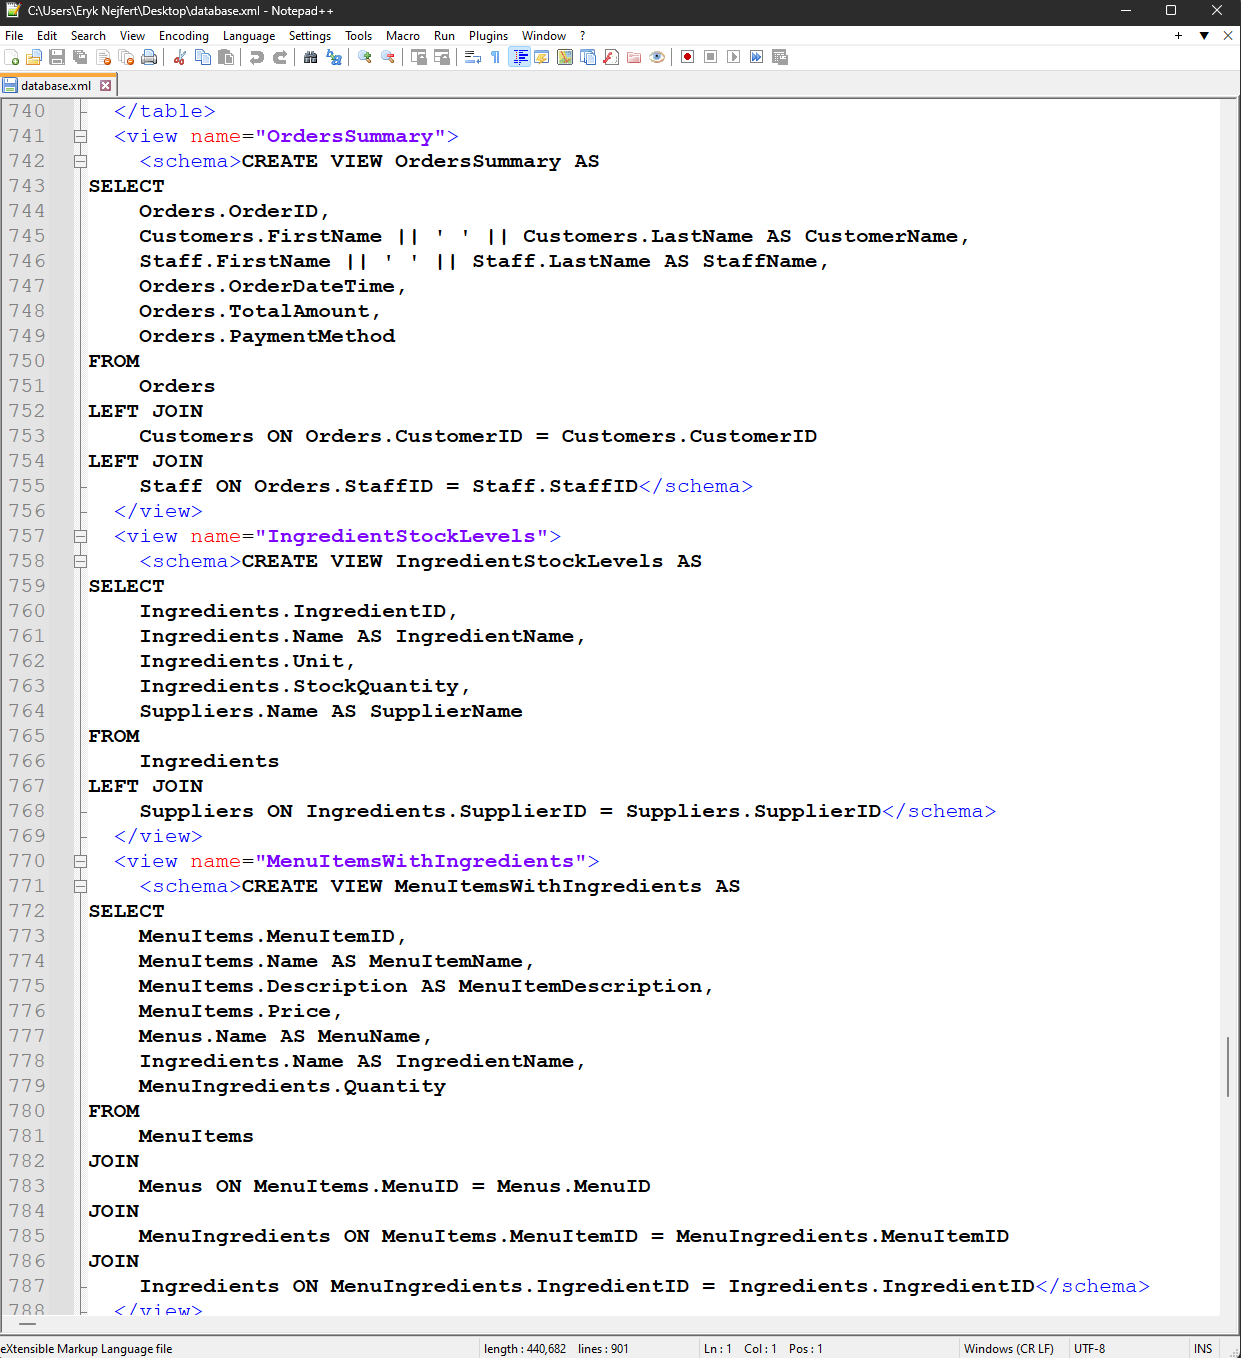 C:\Users\Eryk Nejfert\Desktop\database.xml - Notepad++
File Edit Search View Encoding Language Settings Tools Macro Run Plugins Window ?
database.xml
740 </table>
741 <view name="OrdersSummary">
742 <schema>CREATE VIEW OrdersSummary AS
743 SELECT
744 Orders.OrderID,
745 Customers.FirstName || ' ' || Customers.LastName AS CustomerName,
746 Staff.FirstName || ' ' || Staff.LastName AS StaffName,
747 Orders.OrderDateTime,
748 Orders.TotalAmount,
749 Orders.PaymentMethod
750 FROM
751 Orders
752 LEFT JOIN
753 Customers ON Orders.CustomerID = Customers.CustomerID
754 LEFT JOIN
755 Staff ON Orders.StaffID = Staff.StaffID</schema>
756 </view>
757 <view name="IngredientStockLevels">
758 <schema>CREATE VIEW IngredientStockLevels AS
759 SELECT
760 Ingredients.IngredientID,
761 Ingredients.Name AS IngredientName,
762 Ingredients.Unit,
763 Ingredients.StockQuantity,
764 Suppliers.Name AS SupplierName
765 FROM
766 Ingredients
767 LEFT JOIN
768 Suppliers ON Ingredients.SupplierID = Suppliers.SupplierID</schema>
769 </view>
770 <view name="MenuItemsWithIngredients">
771 <schema>CREATE VIEW MenuItemsWithIngredients AS
772 SELECT
773 MenuItems.MenuItemID,
774 MenuItems.Name AS MenuItemName,
775 MenuItems.Description AS MenuItemDescription,
776 MenuItems.Price,
777 Menus.Name AS MenuName,
778 Ingredients.Name AS IngredientName,
779 MenuIngredients.Quantity
780 FROM
781 MenuItems
782 JOIN
783 Menus ON MenuItems.MenuID = Menus.MenuID
784 JOIN
785 MenuIngredients ON MenuItems.MenuItemID = MenuIngredients.MenuItemID
786 JOIN
787 Ingredients ON MenuIngredients.IngredientID = Ingredients.IngredientID</schema>
788 </view>
eXtensible Markup Language file length : 440,682 lines : 901 Ln : 1 Col : 1 Pos : 1 Windows (CR LF) UTF-8 INS